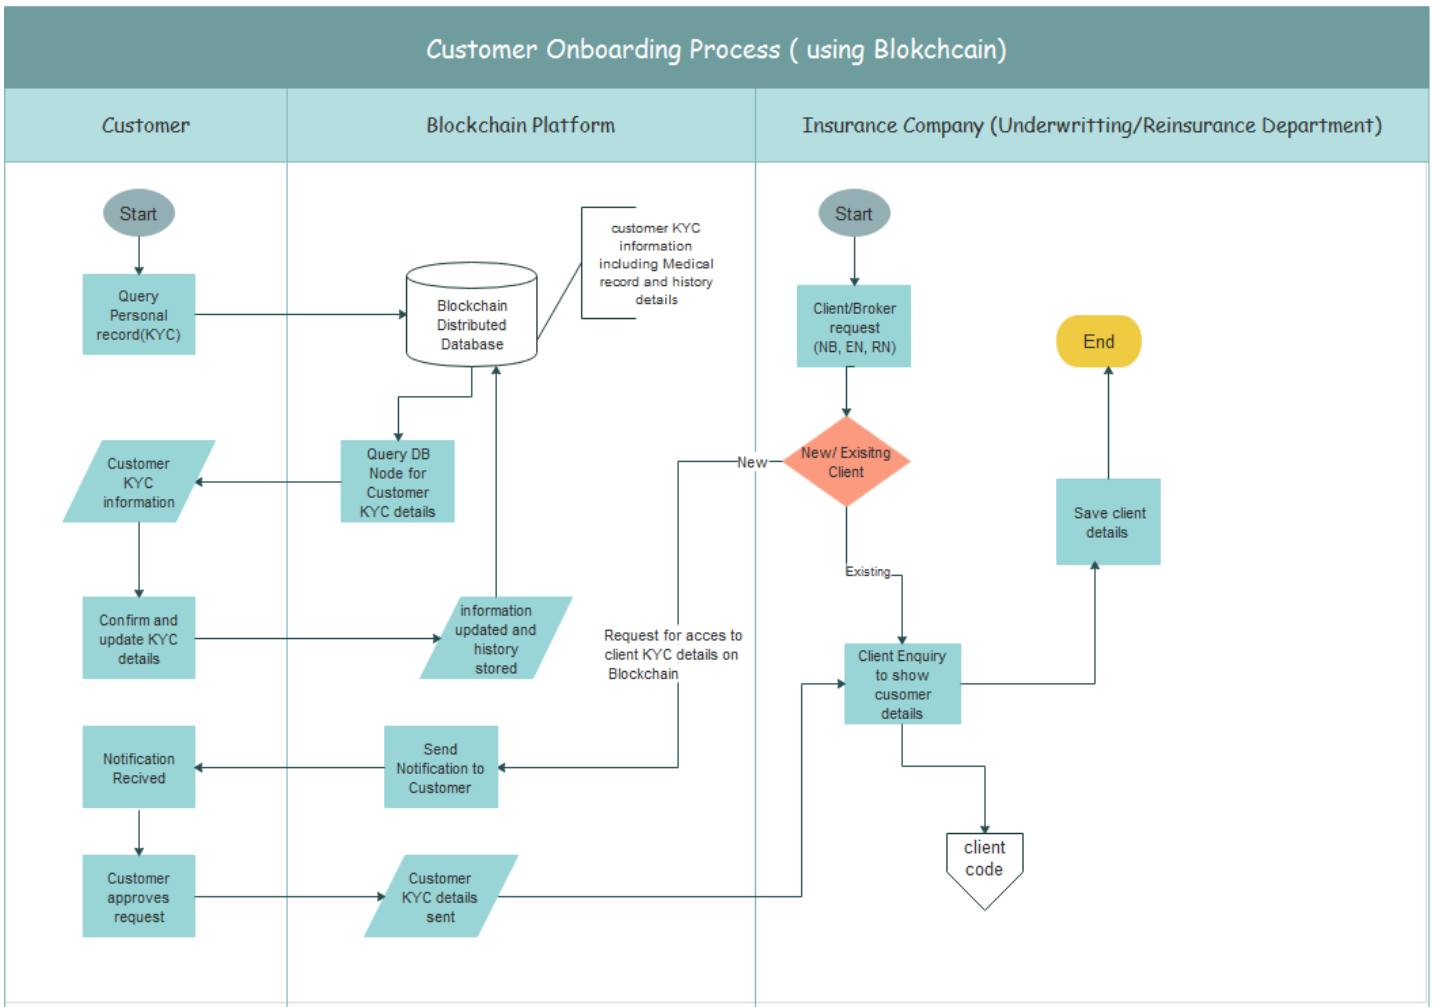 Customer Onboarding Process ( using Blokchcain)
Customer
Blockchain Platform
Insurance Company (Underwritting/Reinsurance Department)
Start
Query
Personal
record(KYC)
Blockchain
Distributed
Database
customer KYC
information
including Medical
record and history
details
Start
Client/Broker
request
(NB, EN, RN)
End
Customer
KYC
information
Query DB
Node for
Customer
KYC details
New
New/ Exisitng
Client
Existing
Save client
details
Confirm and
update KYC
details
information
updated and
history
stored
Request for acces to
client KYC details on
Blockchain
Client Enquiry
to show
cusomer
details
Notification
Recived
Send
Notification to
Customer
client
code
Customer
approves
request
Customer
KYC details
sent